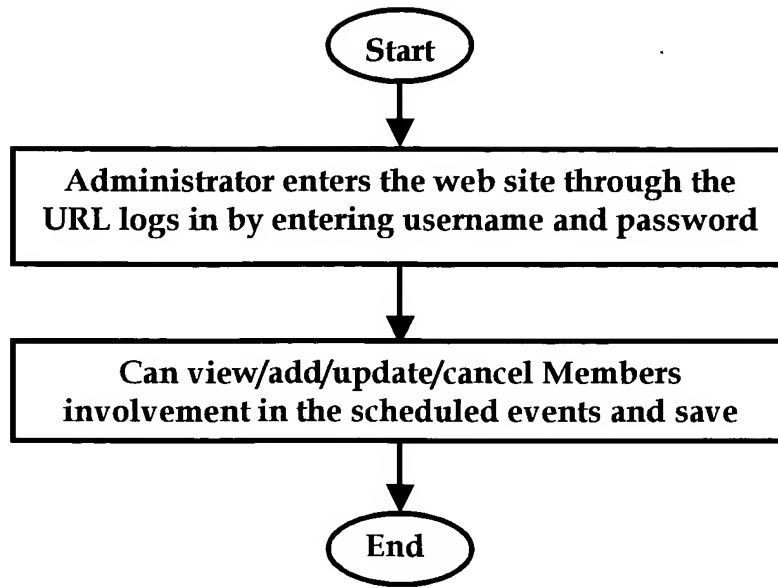 Start
Administrator enters the web site through the
URL logs in by entering username and password
Can view/add/update/cancel Members
involvement in the scheduled events and save
End